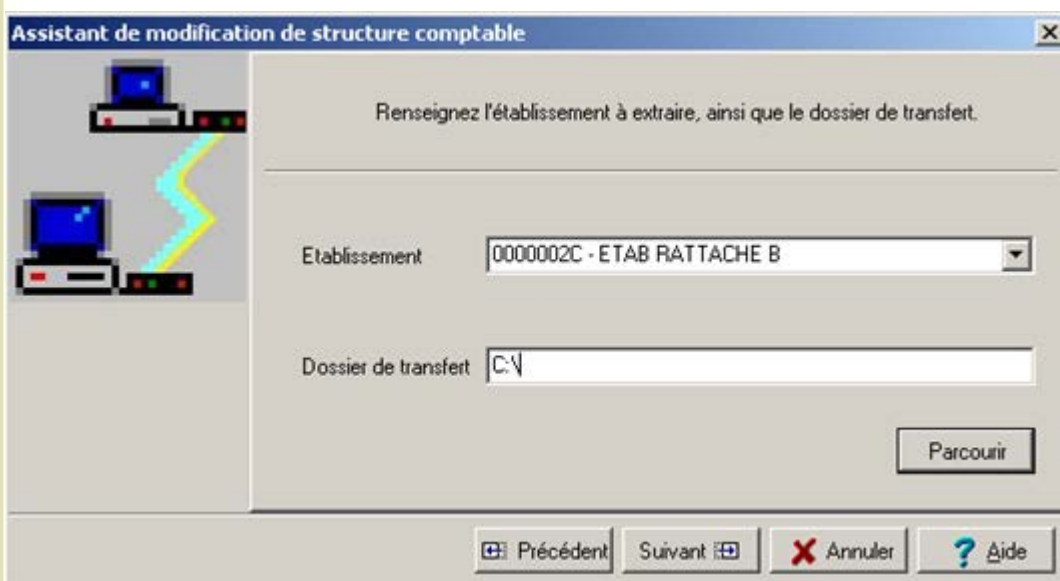 Assistant de modification de structure comptable
Renseignez l'établissement à extraire, ainsi que le dossier de transfert.
Etablissement
0000002C - ETAB RATTACHE B
Dossier de transfert
C:\
Parcourir
Précédent
Suivant
Annuler
? Aide